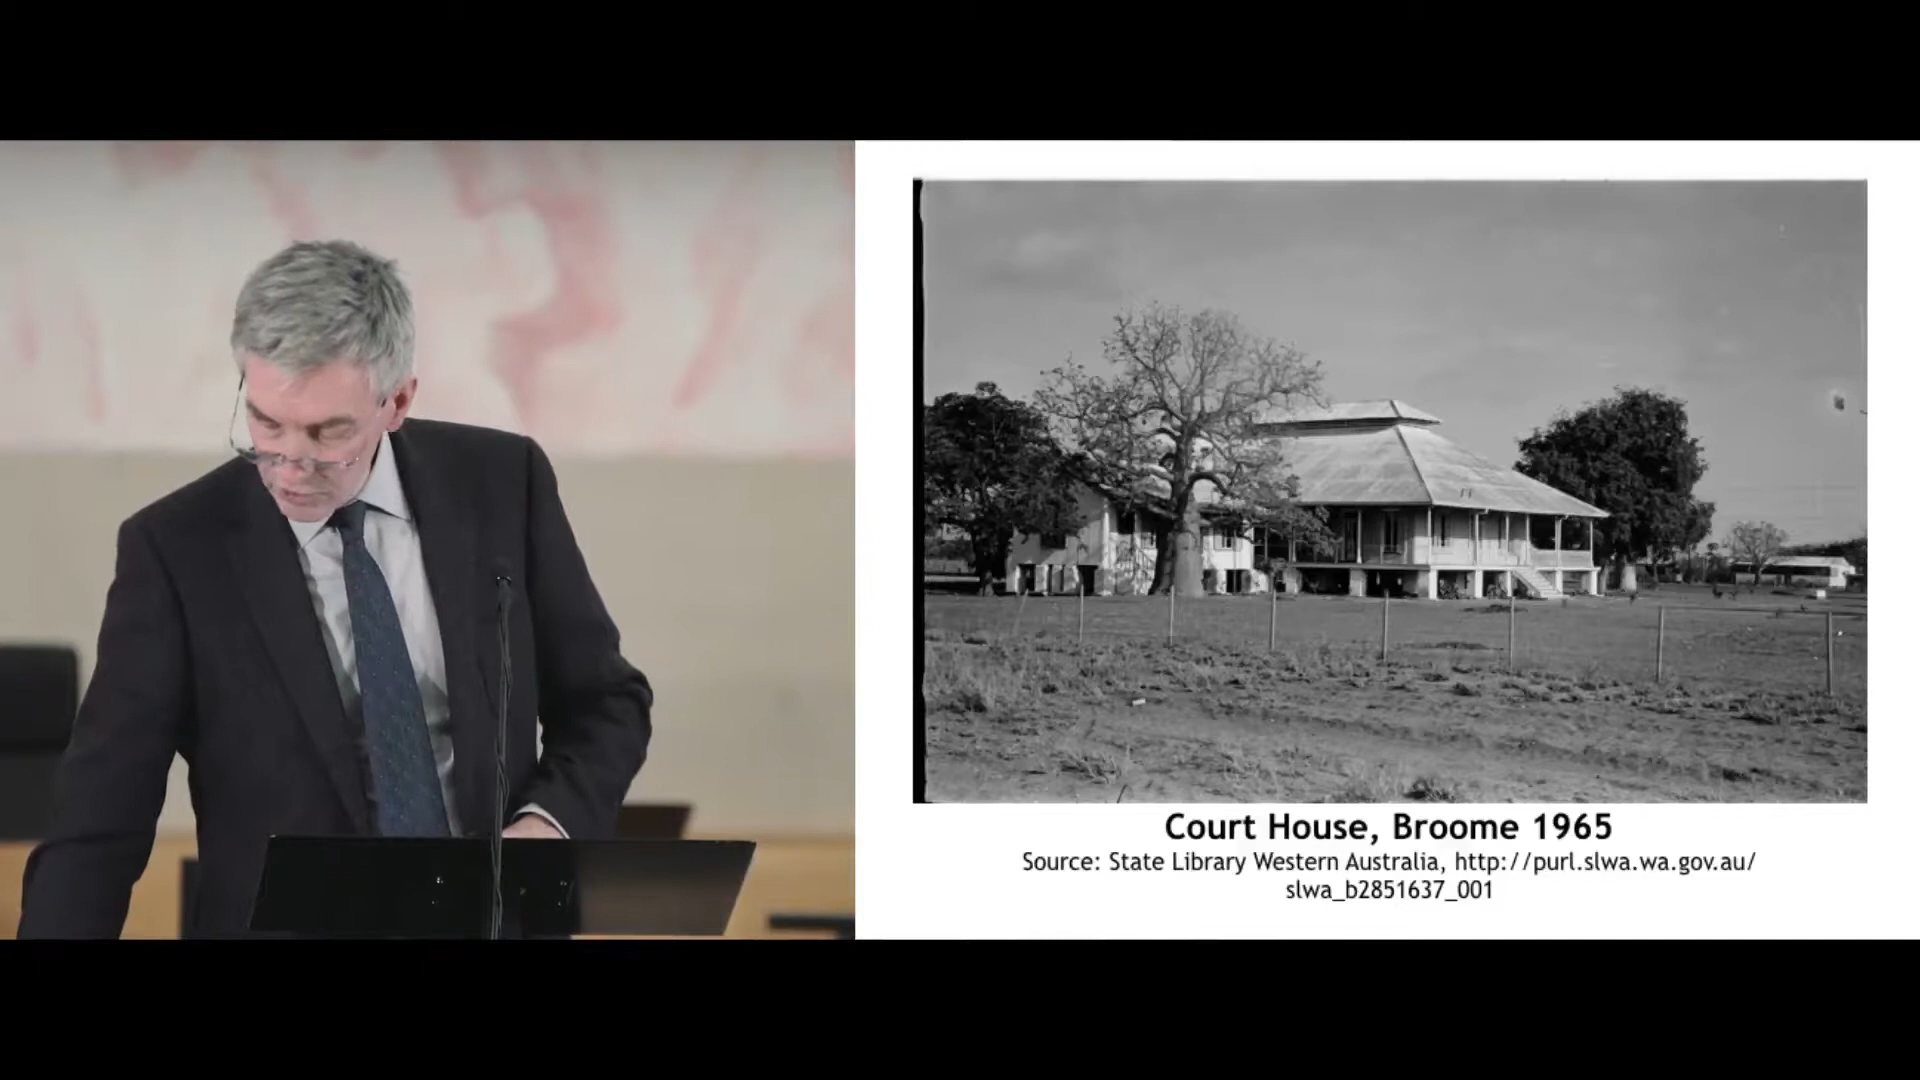 Court House, Broome 1965
Source: State Library Western Australia, http://purl.slwa.wa.gov.au/
slwa_b2851637_001